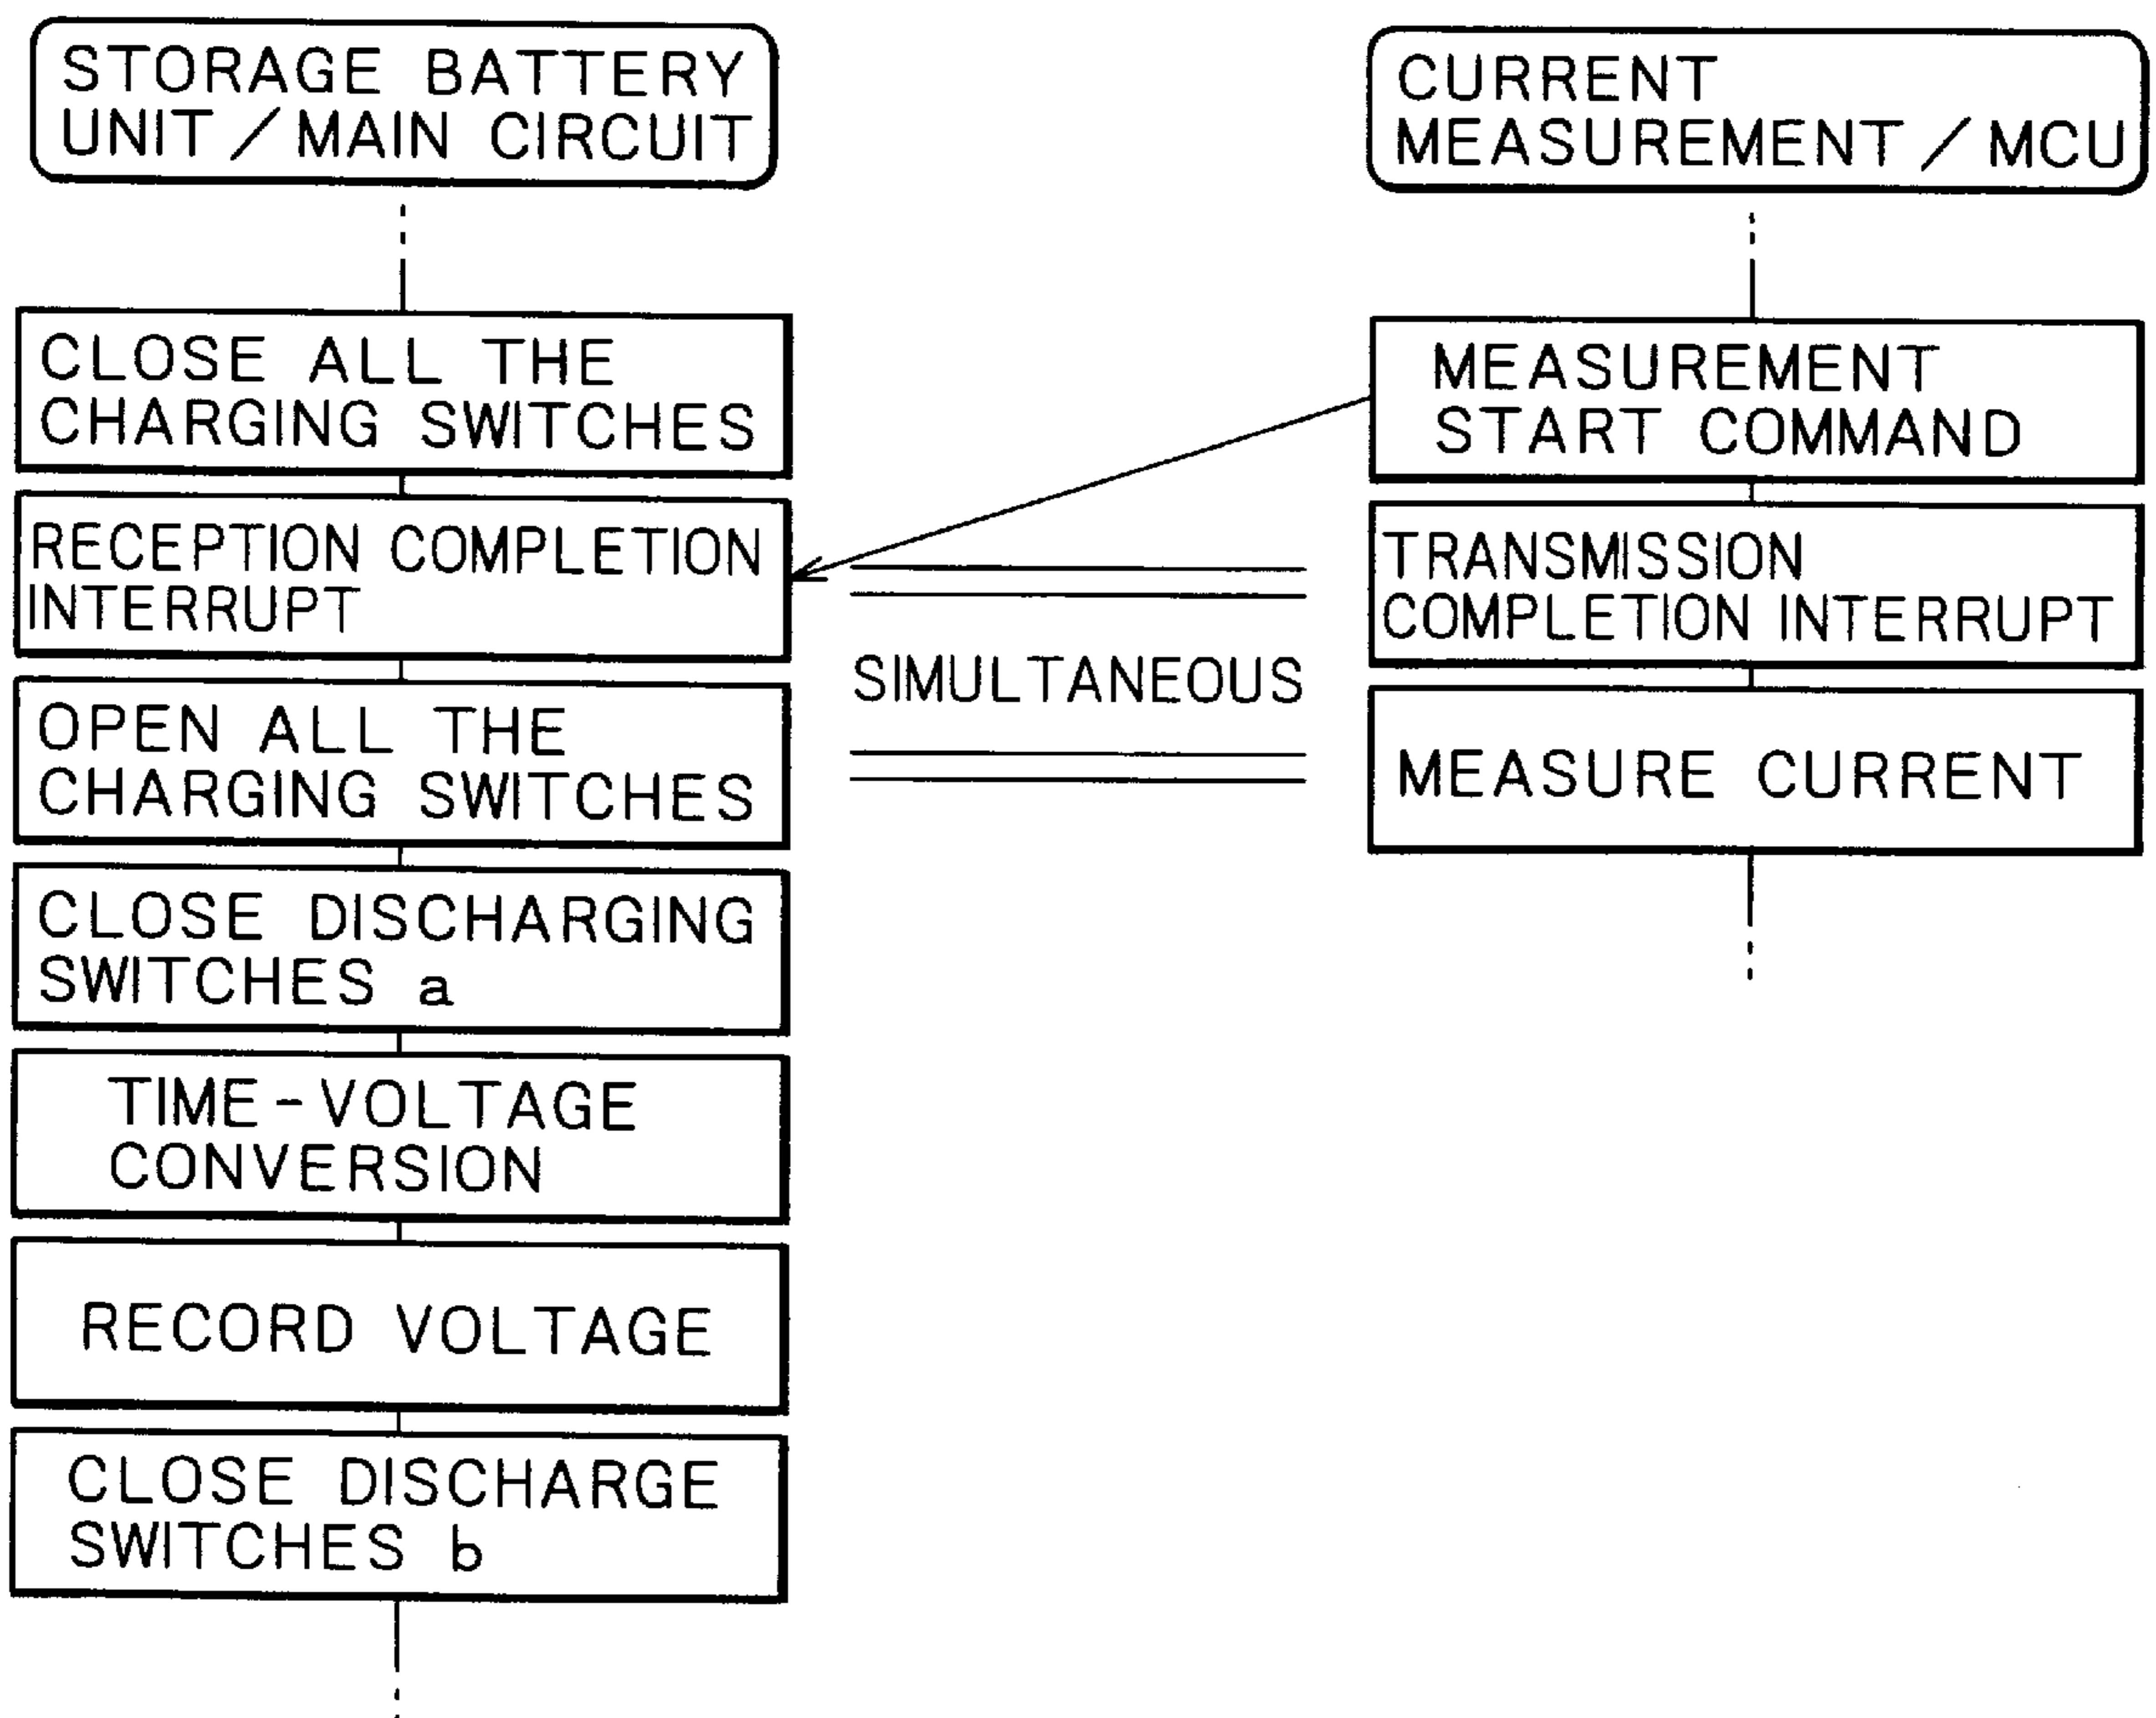 STORAGE BATTERY
UNIT/MAIN CIRCUIT
CURRENT
MEASUREMENT/MCU
CLOSE ALL THE
CHARGING SWITCHES
MEASUREMENT
START COMMAND
RECEPTION COMPLETION
INTERRUPT
TRANSMISSION
COMPLETION INTERRUPT
SIMULTANEOUS
OPEN ALL THE
CHARGING SWITCHES
MEASURE CURRENT
CLOSE DISCHARGING
SWITCHES a
TIME-VOLTAGE
CONVERSION
RECORD VOLTAGE
CLOSE DISCHARGE
SWITCHES b